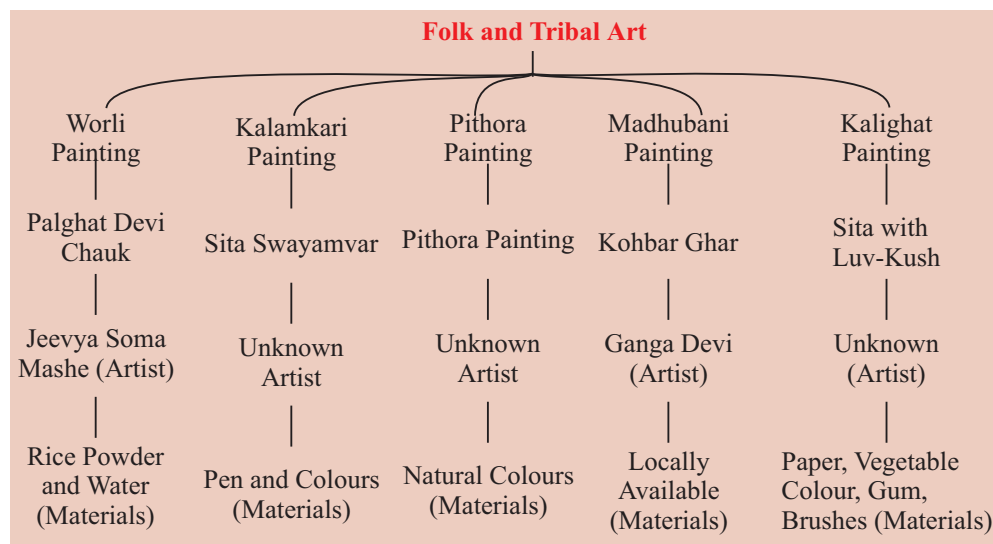 Folk and Tribal Art
Worli
Painting
Palghat Devi
Chauk
Jeevya Soma
Mashe (Artist)
Rice Powder
and Water
(Materials)
Kalamkari
Painting
Sita Swayamvar
Unknown
Artist
Pen and Colours
(Materials)
Pithora
Painting
Pithora Painting
Unknown
Artist
Natural Colours
(Materials)
Madhubani
Painting
Kohbar Ghar
Ganga Devi
(Artist)
Locally
Available
(Materials)
Kalighat
Painting
Sita with
Luv-Kush
Unknown
(Artist)
Paper, Vegetable
Colour, Gum,
Brushes (Materials)